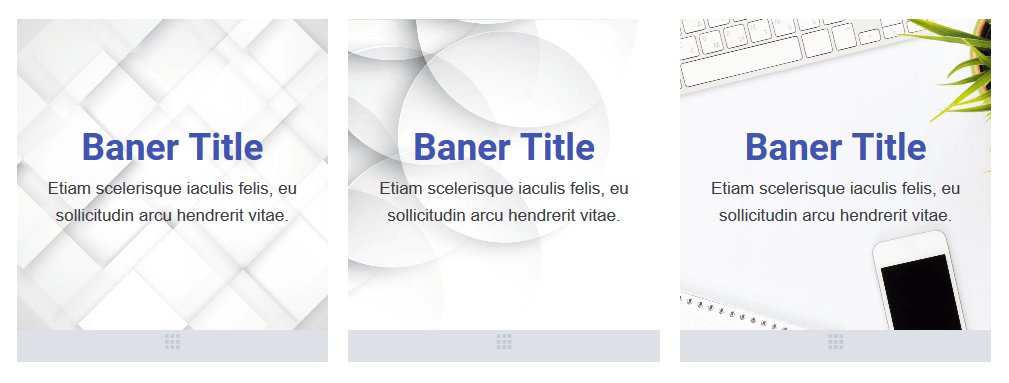 Baner Title
Etiam scelerisque iaculis felis, eu
sollicitudin arcu hendrerit vitae.
Baner Title
Etiam scelerisque iaculis felis, eu
sollicitudin arcu hendrerit vitae.
Baner Title
Etiam scelerisque iaculis felis, eu
sollicitudin arcu hendrerit vitae.